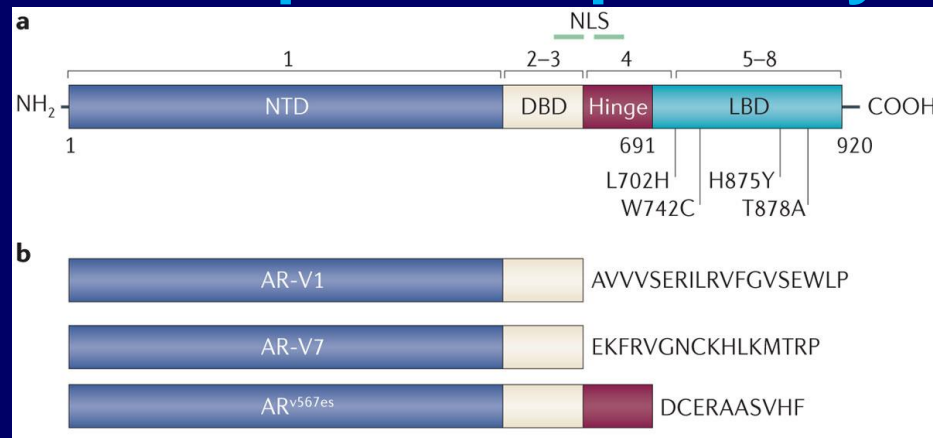 a
NLS
1 2–3 4 5–8
NH₂ NTD DBD Hinge LBD COOH
1 691 920
L702H H875Y
W742C T878A
b
AR-V1 AVVVSERILRVFGVSEWLP
AR-V7 EKFRVGNCKHLKMTRP
ARᵛ⁵⁶⁷ᵉˢ DCERAASVHF